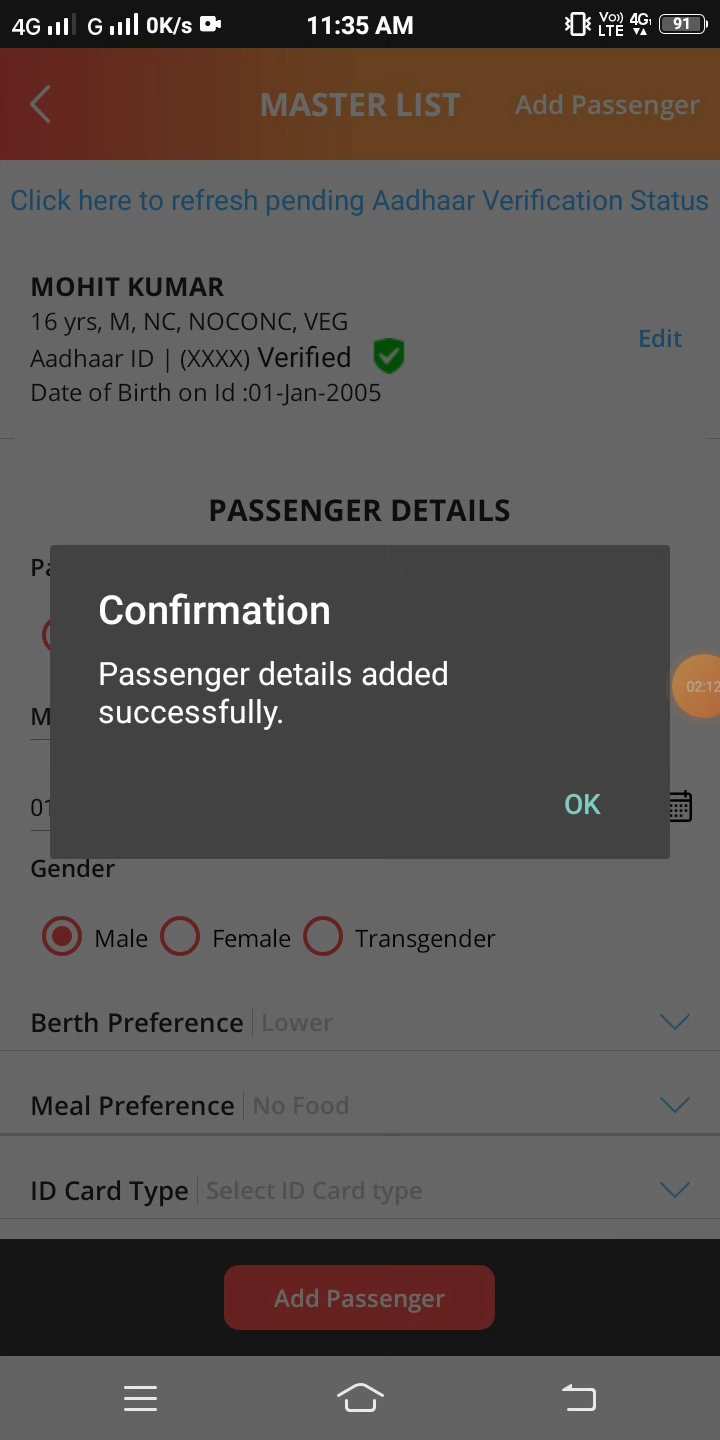 4G G 0K/s 11:35 AM Vo)) LTE 4G 91
MASTER LIST Add Passenger
Click here to refresh pending Aadhaar Verification Status
MOHIT KUMAR
16 yrs, M, NC, NOCONC, VEG
Edit
Aadhaar ID | (XXXX) Verified
Date of Birth on Id :01-Jan-2005
PASSENGER DETAILS
Pa
Confirmation
Passenger details added
successfully.
02:12
M
01
OK
Gender
Male Female Transgender
Berth Preference Lower
Meal Preference No Food
ID Card Type Select ID Card type
Add Passenger